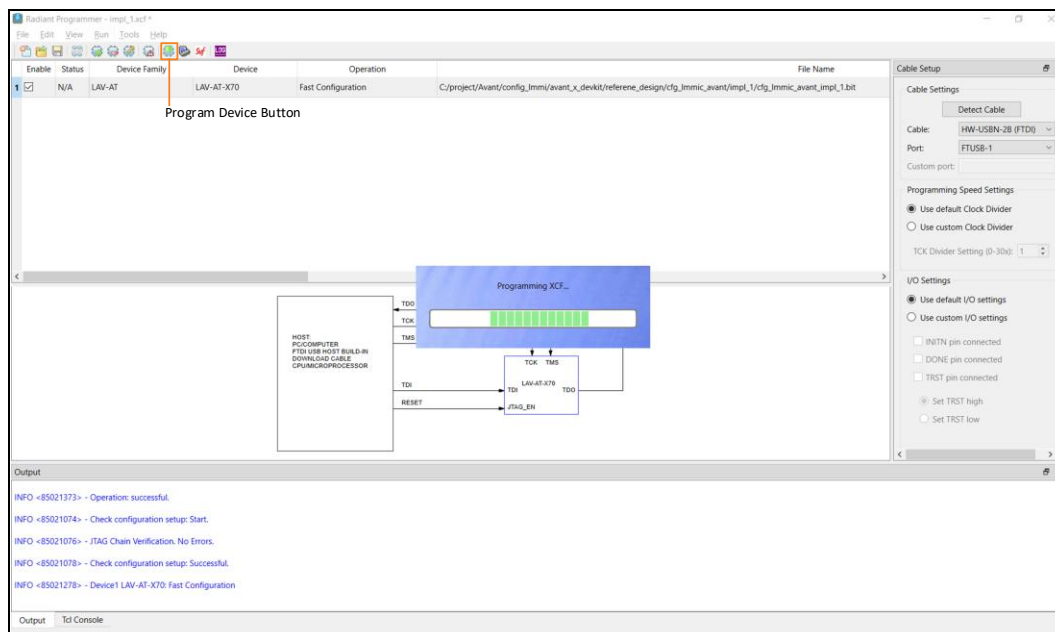 Radiant Programmer - impl_1.xcf *
File Edit View Run Tools Help
Enable Status Device Family Device Operation File Name
1 N/A LAV-AT LAV-AT-X70 Fast Configuration C:/project/Avant/config_lmmi/avant_x_devkit/referene_design/cfg_lmmic_avant/impl_1/cfg_lmmic_avant_impl_1.bit
Program Device Button
Cable Setup
Cable Settings
Detect Cable
Cable: HW-USBN-2B (FTDI)
Port: FTUSB-1
Custom port:
Programming Speed Settings
Use default Clock Divider
Use custom Clock Divider
TCK Divider Setting (0-30x): 1
I/O Settings
Use default I/O settings
Use custom I/O settings
INITN pin connected
DONE pin connected
TRST pin connected
Set TRST high
Set TRST low
Programming XCF...
HOST:
PC/COMPUTER
FTDI USB HOST BUILD-IN
DOWNLOAD CABLE
CPU/MICROPROCESSOR
TDO
TCK
TMS
TDI
RESET
TCK TMS
LAV-AT-X70
TDI TDO
JTAG_EN
Output
INFO <85021373> - Operation: successful.
INFO <85021074> - Check configuration setup: Start.
INFO <85021076> - JTAG Chain Verification. No Errors.
INFO <85021078> - Check configuration setup: Successful.
INFO <85021278> - Device1 LAV-AT-X70: Fast Configuration
Output Tcl Console